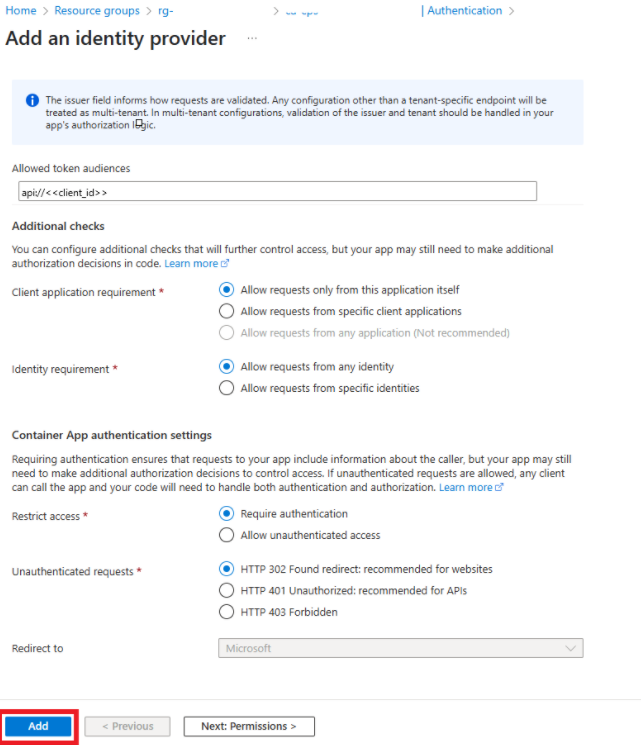 Home > Resource groups > rg- > | Authentication >
Add an identity provider ...
The issuer field informs how requests are validated. Any configuration other than a tenant-specific endpoint will be
treated as multi-tenant. In multi-tenant configurations, validation of the issuer and tenant should be handled in your
app's authorization logic.
Allowed token audiences
api://<<client_id>>
Additional checks
You can configure additional checks that will further control access, but your app may still need to make additional
authorization decisions in code. Learn more
Client application requirement *
Allow requests only from this application itself
Allow requests from specific client applications
Allow requests from any application (Not recommended)
Identity requirement *
Allow requests from any identity
Allow requests from specific identities
Container App authentication settings
Requiring authentication ensures that requests to your app include information about the caller, but your app may still
need to make additional authorization decisions to control access. If unauthenticated requests are allowed, any client
can call the app and your code will need to handle both authentication and authorization. Learn more
Restrict access *
Require authentication
Allow unauthenticated access
Unauthenticated requests *
HTTP 302 Found redirect: recommended for websites
HTTP 401 Unauthorized: recommended for APIs
HTTP 403 Forbidden
Redirect to
Microsoft
Add
< Previous
Next: Permissions >